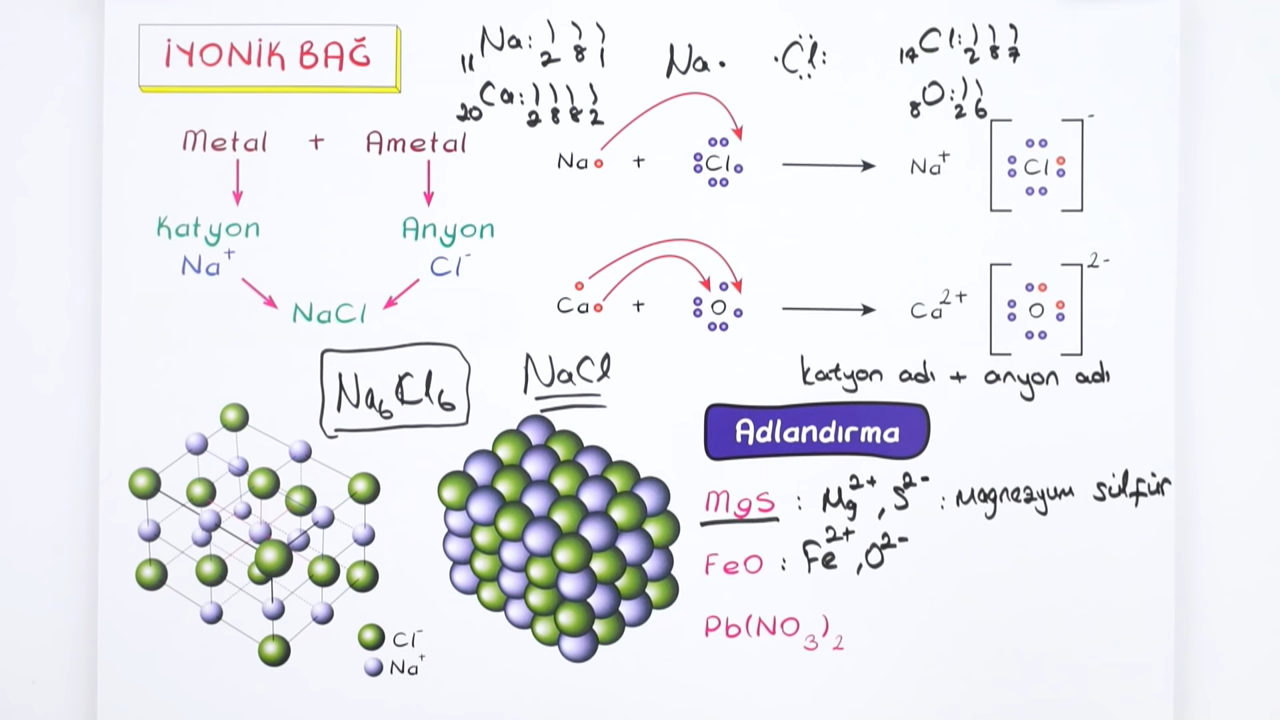 İYONİK BAĞ
₁₁Na: ) ) )
2 8 1
Na· ·C̈l:
₁₇Cl: ) ) )
2 8 7
₂₀Ca: ) ) ) )
2 8 8 2
₈O: ) )
2 6
Metal + Ametal
Na + Cl → Na⁺ [Cl]⁻
Katyon Anyon
Na⁺ Cl⁻
NaCl
Ca + O → Ca²⁺ [O]²⁻
Na₆Cl₆
NaCl
katyon adı + anyon adı
Adlandırma
MgS : Mg²⁺, S²⁻ : Magnezyum sülfür
FeO : Fe²⁺, O²⁻
Pb(NO₃)₂
Cl⁻
Na⁺